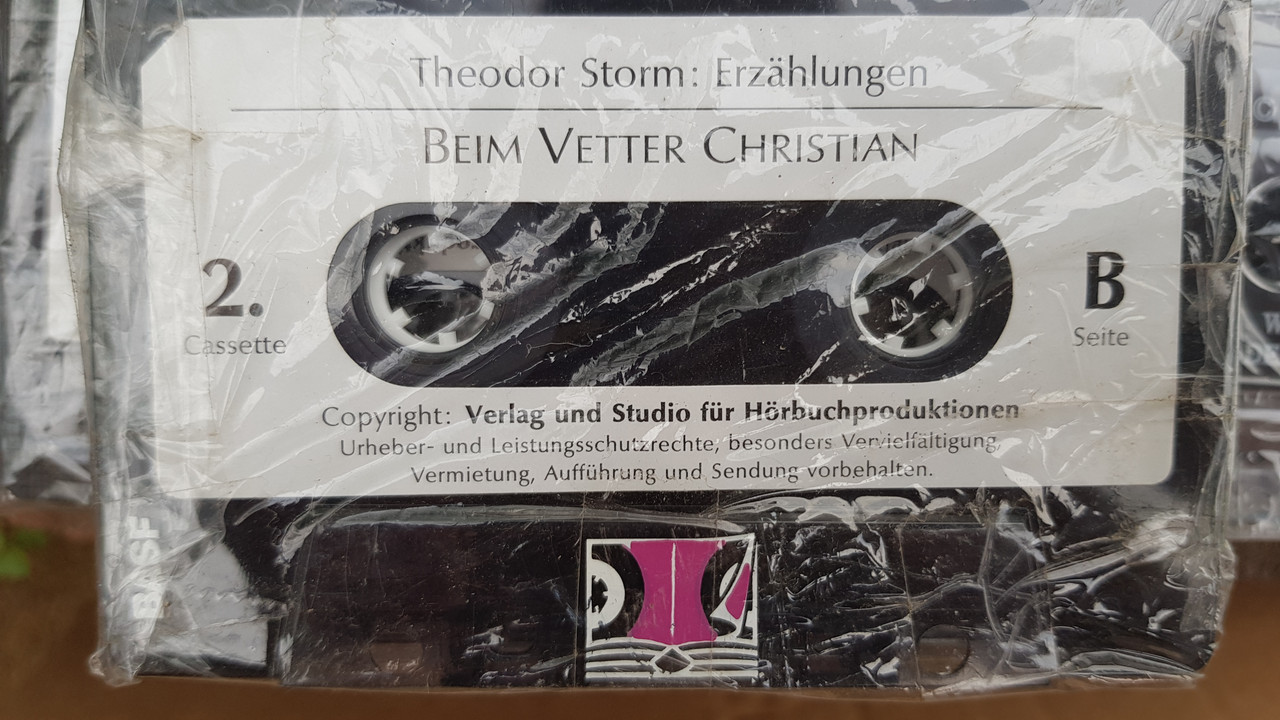 Theodor Storm: Erzählungen
BEIM VETTER CHRISTIAN
2.
Cassette
B
Seite
Copyright: Verlag und Studio für Hörbuchproduktionen
Urheber- und Leistungsschutzrechte, besonders Vervielfältigung,
Vermietung, Aufführung und Sendung vorbehalten.
BASF